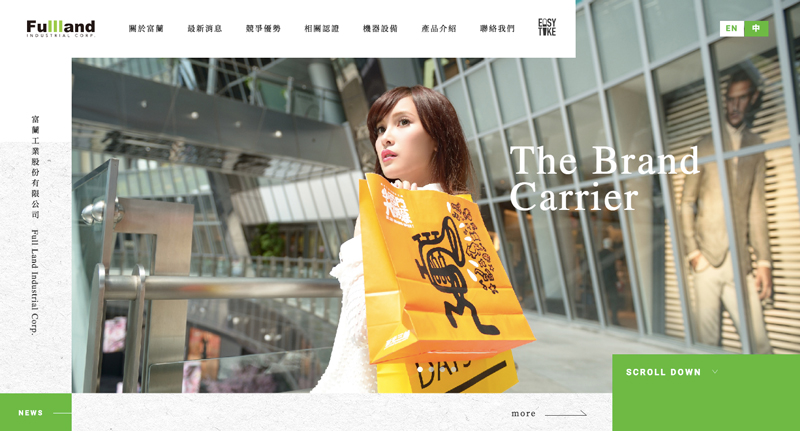 Fullland
INDUSTRIAL CORP.
關於富蘭
最新消息
競爭優勢
相關認證
機器設備
產品介紹
聯絡我們
EASY
TAKE
EN
中
富蘭工業股份有限公司 Full Land Industrial Corp.
The Brand
Carrier
SCROLL DOWN
NEWS
more